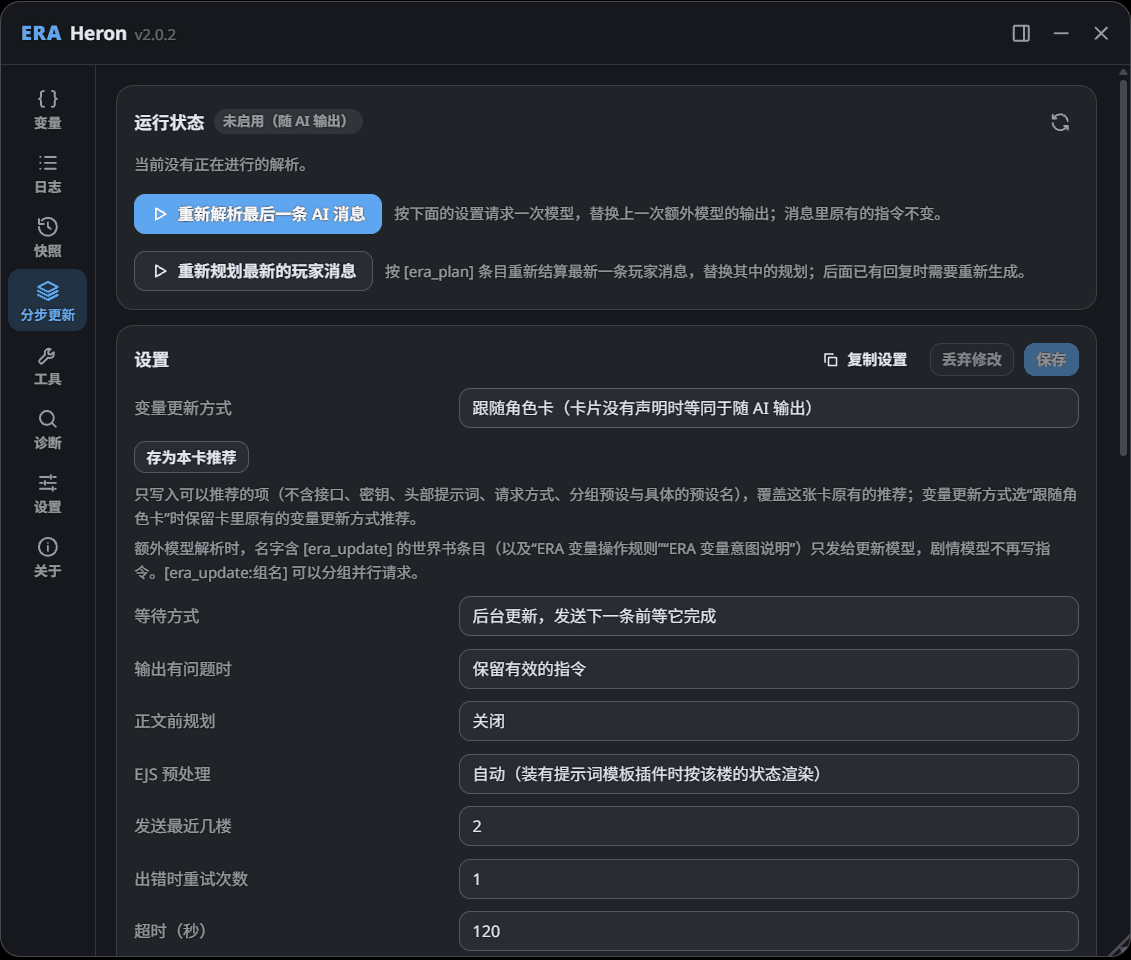 ERA Heron v2.0.2
变量
日志
快照
分步更新
工具
诊断
设置
关于
运行状态 未启用（随 AI 输出）
当前没有正在进行的解析。
重新解析最后一条 AI 消息 按下面的设置请求一次模型，替换上一次额外模型的输出；消息里原有的指令不变。
重新规划最新的玩家消息 按 [era_plan] 条目重新结算最新一条玩家消息，替换其中的规划；后面已有回复时需要重新生成。
设置 复制设置 丢弃修改 保存
变量更新方式 跟随角色卡（卡片没有声明时等同于随 AI 输出）
存为本卡推荐
只写入可以推荐的项（不含接口、密钥、头部提示词、请求方式、分组预设与具体的预设名），覆盖这张卡原有的推荐；变量更新方式选“跟随角
色卡”时保留卡里原有的变量更新方式推荐。
额外模型解析时，名字含 [era_update] 的世界书条目（以及“ERA 变量操作规则”“ERA 变量意图说明”）只发给更新模型，剧情模型不再写指
令。[era_update:组名] 可以分组并行请求。
等待方式 后台更新，发送下一条前等它完成
输出有问题时 保留有效的指令
正文前规划 关闭
EJS 预处理 自动（装有提示词模板插件时按该楼的状态渲染）
发送最近几楼 2
出错时重试次数 1
超时（秒） 120